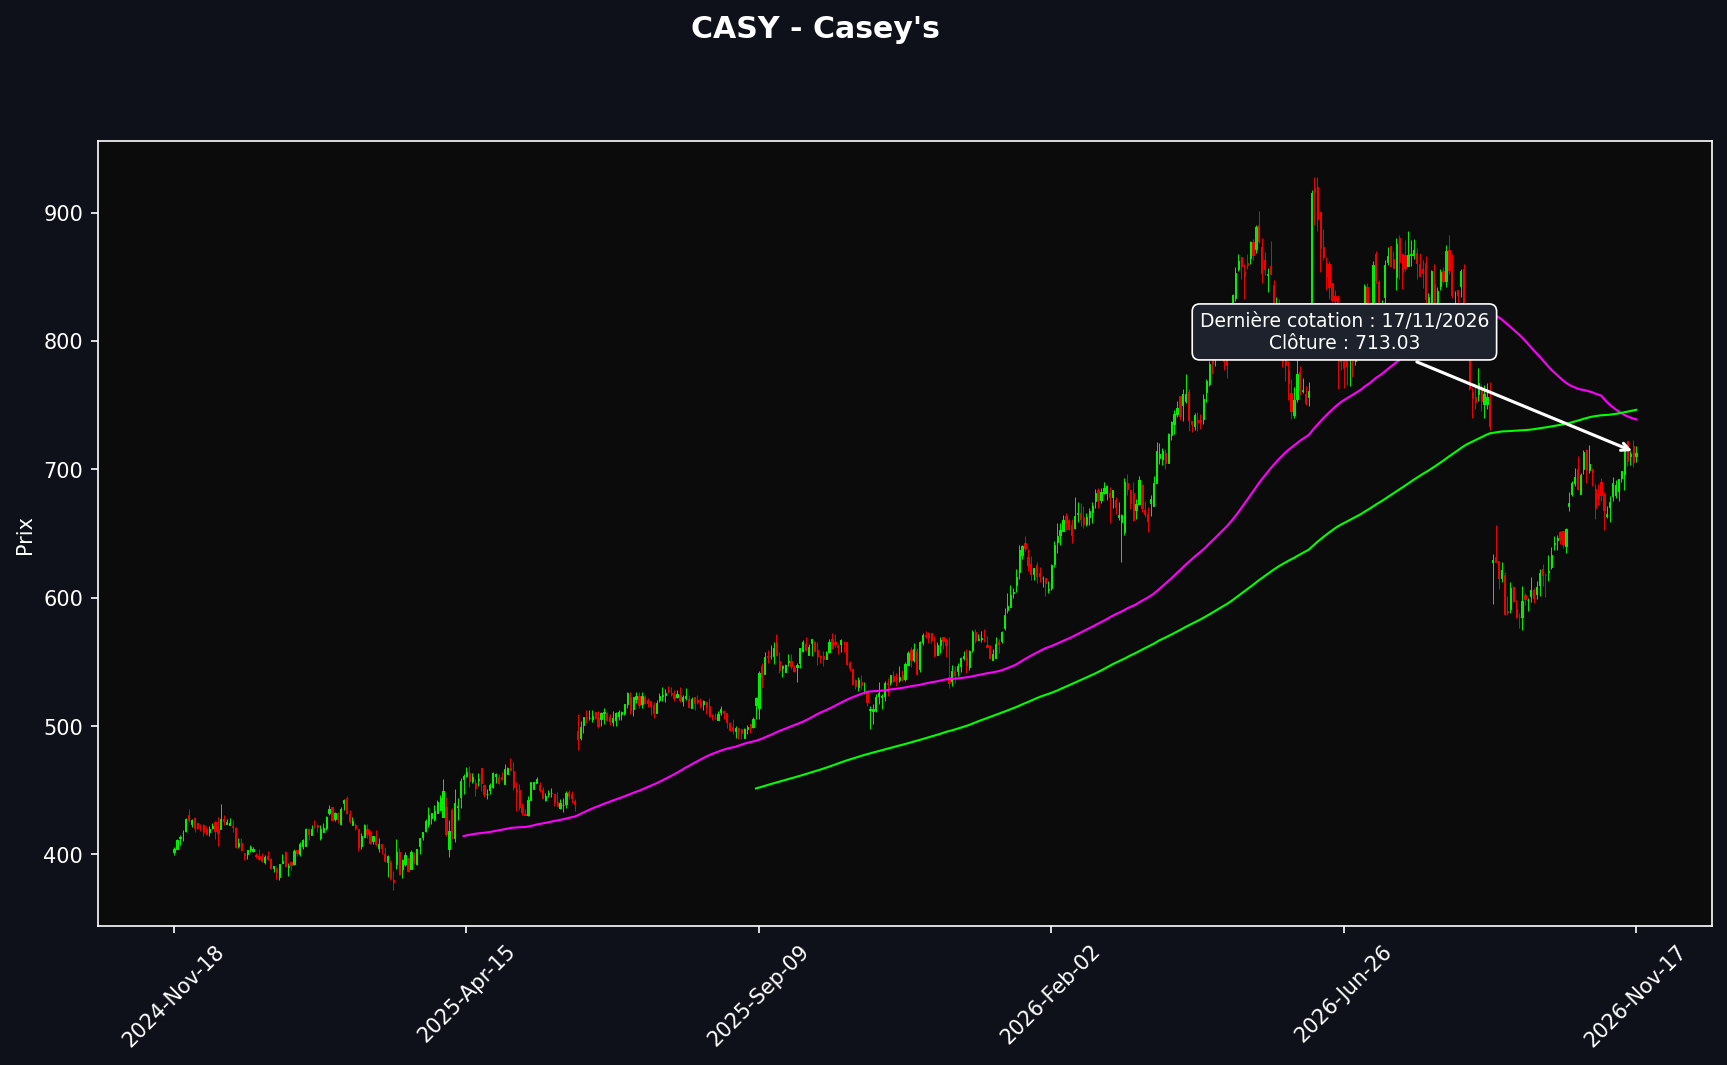 CASY - Casey's
Prix
900
800
700
600
500
400
Dernière cotation : 17/11/2026
Clôture : 713.03
2024-Nov-18
2025-Apr-15
2025-Sep-09
2026-Feb-02
2026-Jun-26
2026-Nov-17